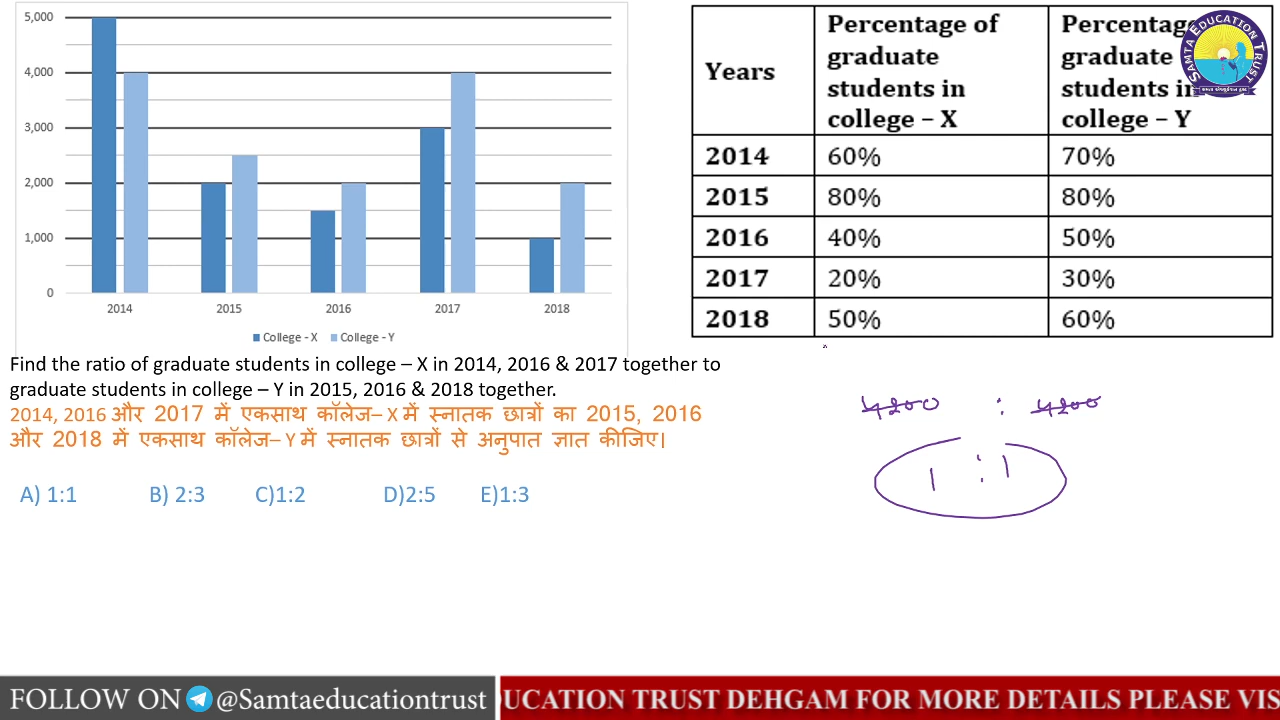 5,000
4,000
3,000
2,000
1,000
0
2014 2015 2016 2017 2018
College - X College - Y
Years Percentage of graduate students in college – X graduate students in college – Y
2014 60% 70%
2015 80% 80%
2016 40% 50%
2017 20% 30%
2018 50% 60%
SAMTA EDUCATION TRUST
Find the ratio of graduate students in college – X in 2014, 2016 & 2017 together to
graduate students in college – Y in 2015, 2016 & 2018 together.
2014, 2016 और 2017 में एकसाथ कॉलेज– X में स्नातक छात्रों का 2015, 2016
और 2018 में एकसाथ कॉलेज– Y में स्नातक छात्रों से अनुपात ज्ञात कीजिए।
A) 1:1 B) 2:3 C)1:2 D)2:5 E)1:3
1 : 1
FOLLOW ON @Samtaeducationtrust
UCATION TRUST DEHGAM FOR MORE DETAILS PLEASE VIS